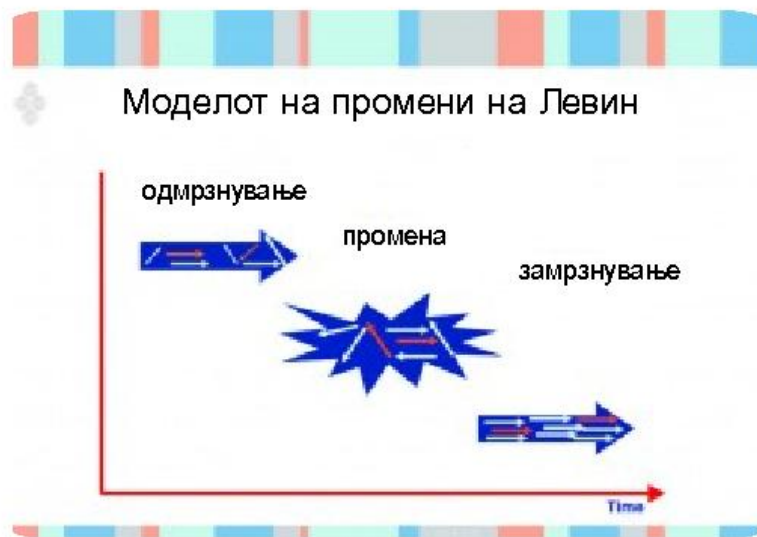 Моделот на промени на Левин
одмрзнување
промена
замрзнување
Time